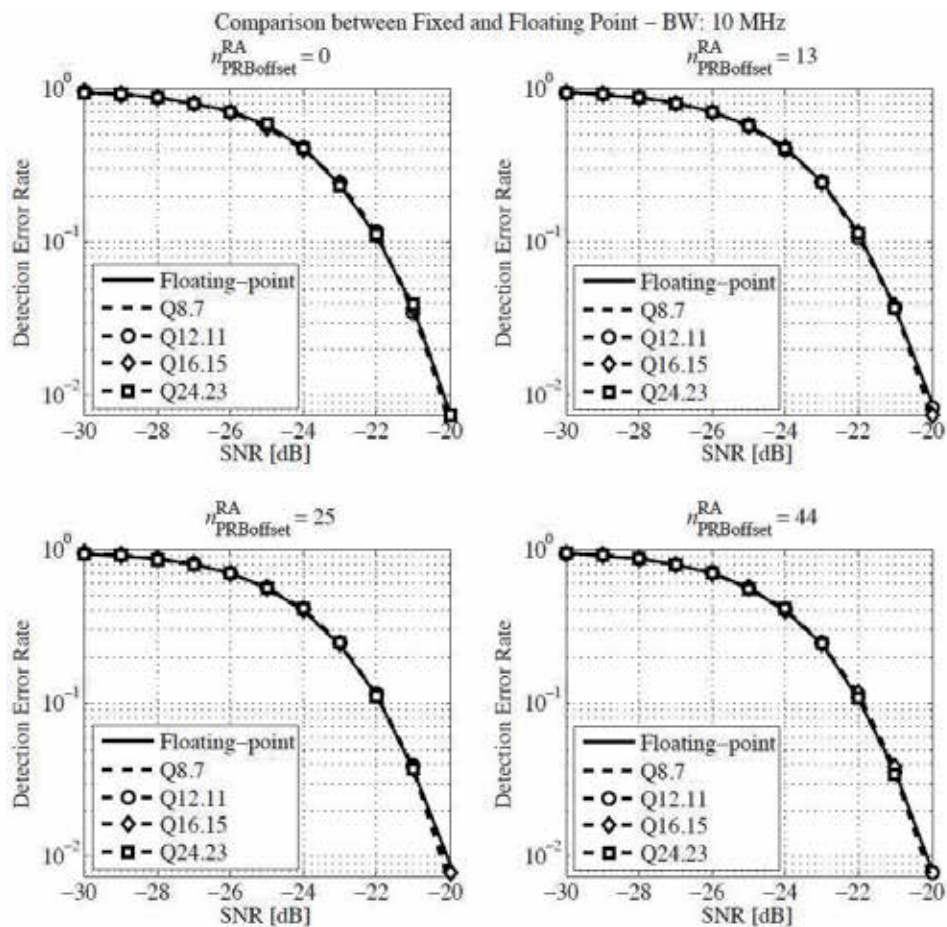 Comparison between Fixed and Floating Point – BW: 10 MHz
n^RA_PRBoffset = 0
10^0
10^−1
10^−2
Detection Error Rate
Floating–point
Q8.7
Q12.11
Q16.15
Q24.23
−30 −28 −26 −24 −22 −20
SNR [dB]
n^RA_PRBoffset = 13
10^0
10^−1
10^−2
Detection Error Rate
Floating–point
Q8.7
Q12.11
Q16.15
Q24.23
−30 −28 −26 −24 −22 −20
SNR [dB]
n^RA_PRBoffset = 25
10^0
10^−1
10^−2
Detection Error Rate
Floating–point
Q8.7
Q12.11
Q16.15
Q24.23
−30 −28 −26 −24 −22 −20
SNR [dB]
n^RA_PRBoffset = 44
10^0
10^−1
10^−2
Detection Error Rate
Floating–point
Q8.7
Q12.11
Q16.15
Q24.23
−30 −28 −26 −24 −22 −20
SNR [dB]